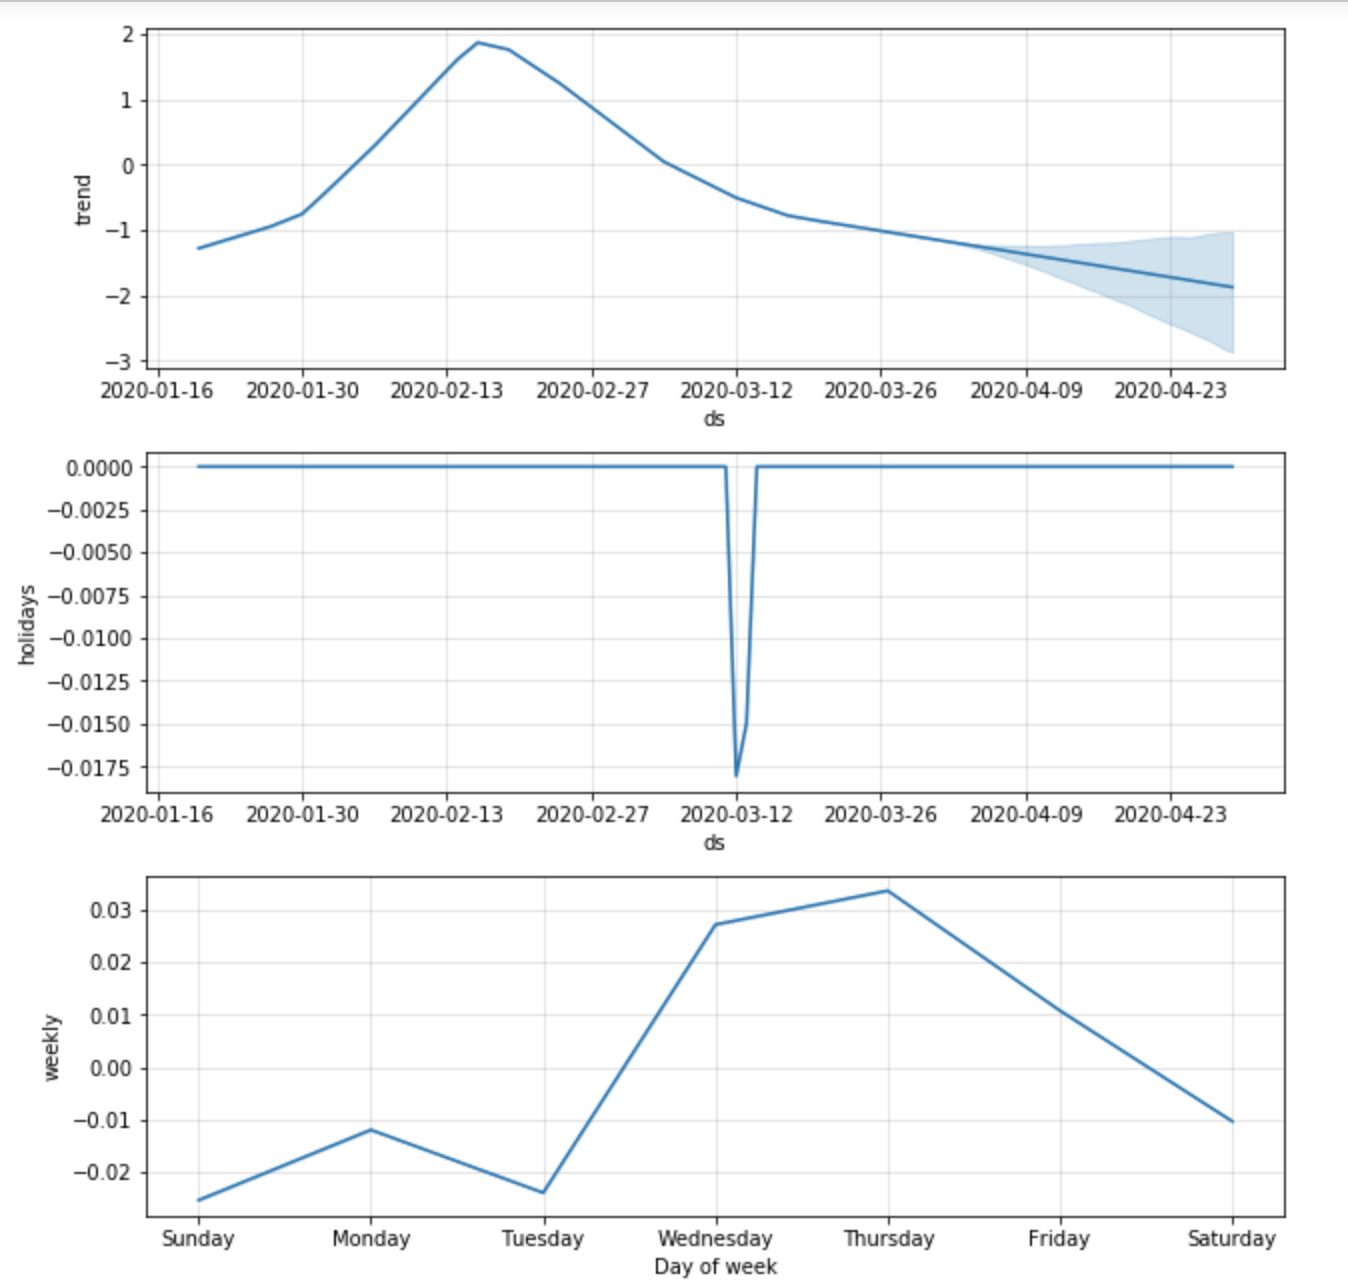 2
1
0
−1
−2
−3
trend
2020-01-16 2020-01-30 2020-02-13 2020-02-27 2020-03-12 2020-03-26 2020-04-09 2020-04-23
ds
0.0000
−0.0025
−0.0050
−0.0075
−0.0100
−0.0125
−0.0150
−0.0175
holidays
2020-01-16 2020-01-30 2020-02-13 2020-02-27 2020-03-12 2020-03-26 2020-04-09 2020-04-23
ds
0.03
0.02
0.01
0.00
−0.01
−0.02
weekly
Sunday Monday Tuesday Wednesday Thursday Friday Saturday
Day of week